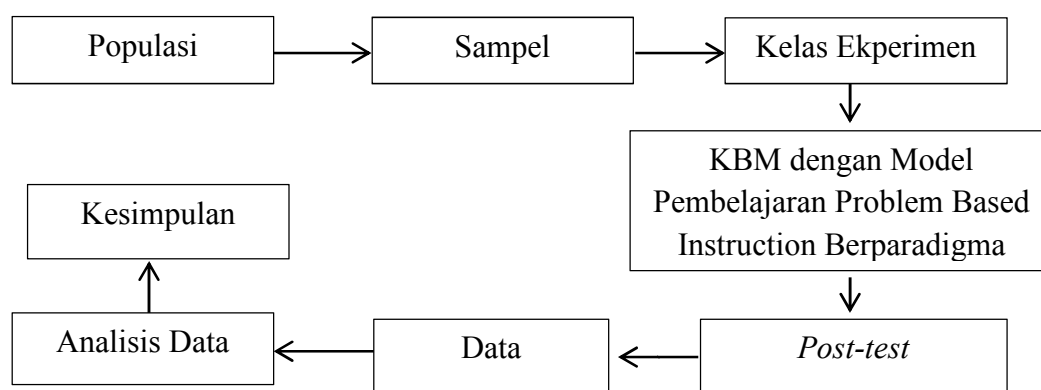 Populasi
Sampel
Kelas Ekperimen
KBM dengan Model
Pembelajaran Problem Based
Instruction Berparadigma
Kesimpulan
Analisis Data
Data
Post-test